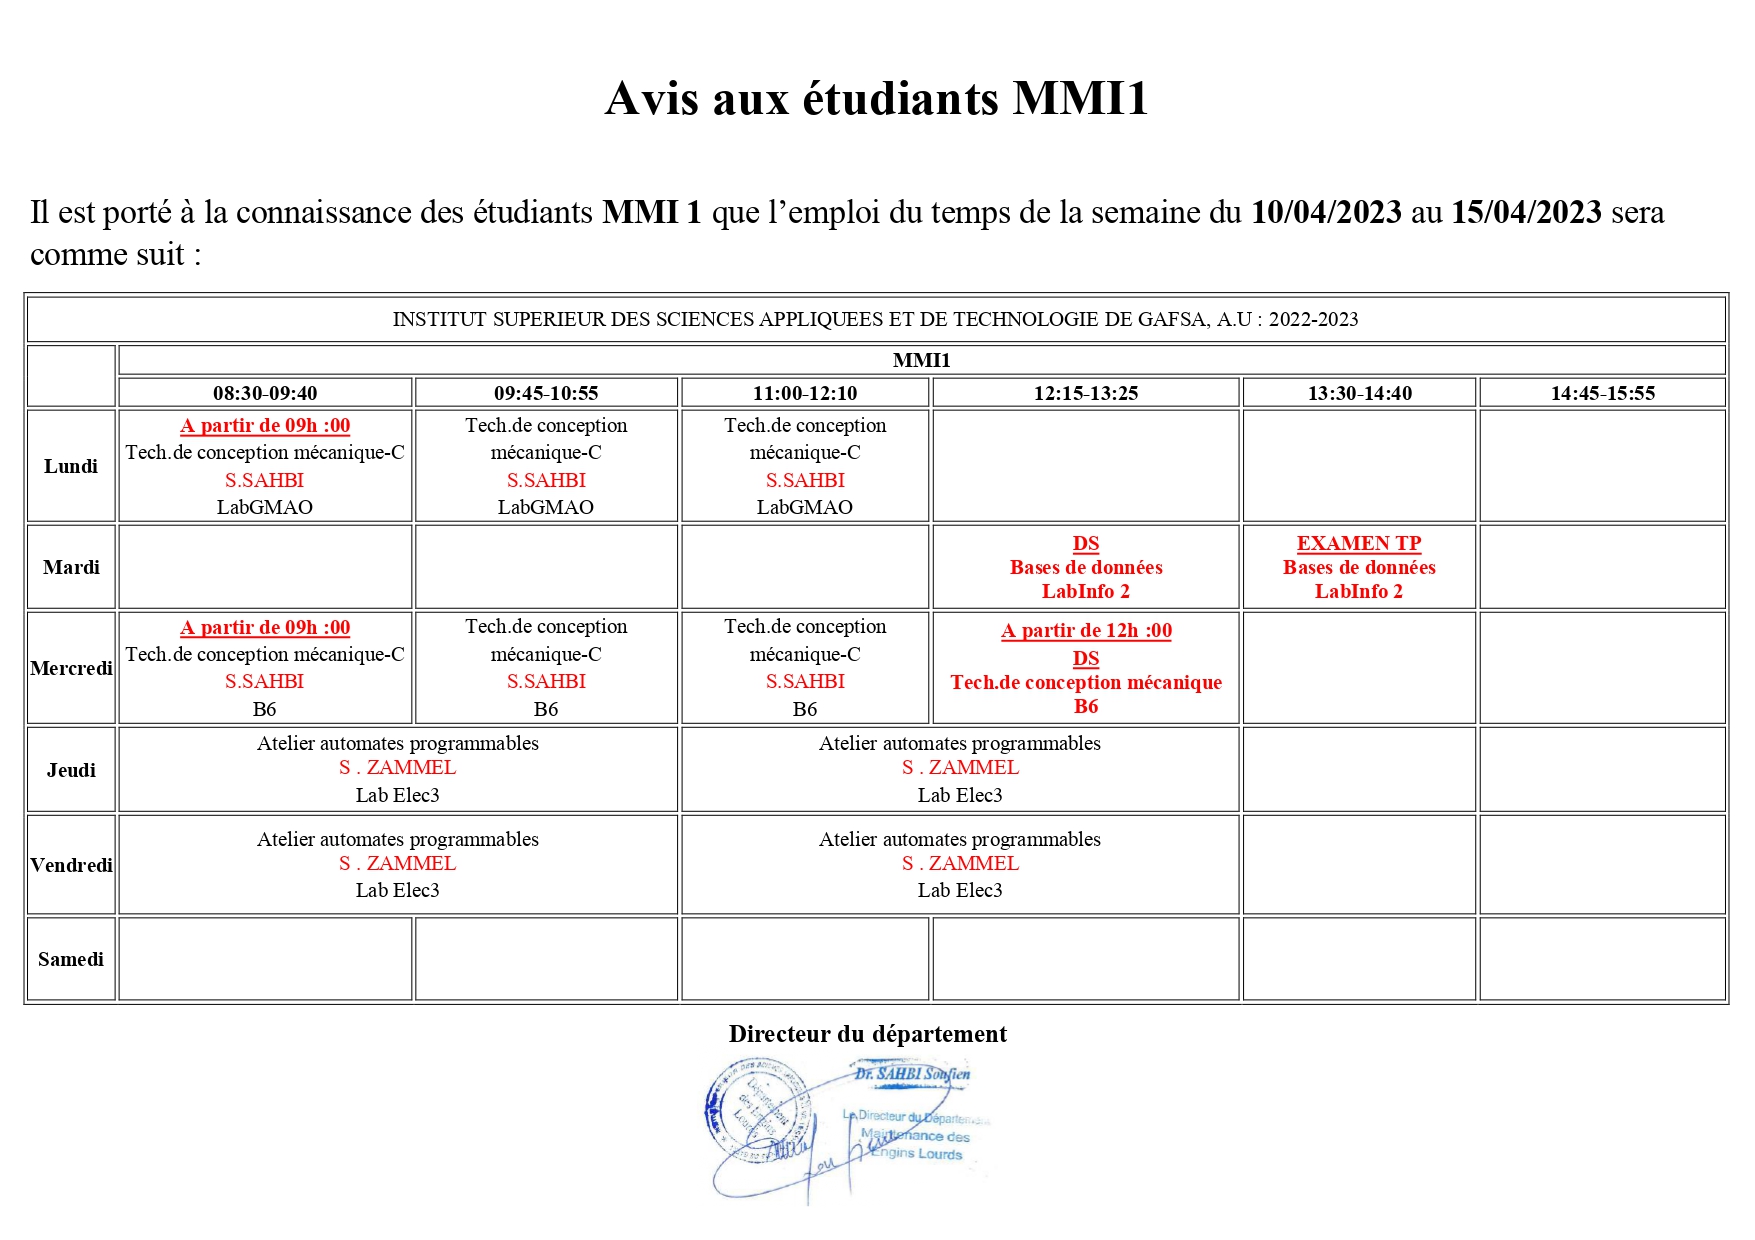 Avis aux étudiants MMI1
Il est porté à la connaissance des étudiants MMI 1 que l’emploi du temps de la semaine du 10/04/2023 au 15/04/2023 sera
comme suit :
INSTITUT SUPERIEUR DES SCIENCES APPLIQUEES ET DE TECHNOLOGIE DE GAFSA, A.U : 2022-2023
MMI1
08:30-09:40 09:45-10:55 11:00-12:10 12:15-13:25 13:30-14:40 14:45-15:55
Lundi
A partir de 09h :00
Tech.de conception mécanique-C
S.SAHBI
LabGMAO
Tech.de conception
mécanique-C
S.SAHBI
LabGMAO
Tech.de conception
mécanique-C
S.SAHBI
LabGMAO
Mardi
DS
Bases de données
LabInfo 2
EXAMEN TP
Bases de données
LabInfo 2
Mercredi
A partir de 09h :00
Tech.de conception mécanique-C
S.SAHBI
B6
Tech.de conception
mécanique-C
S.SAHBI
B6
Tech.de conception
mécanique-C
S.SAHBI
B6
A partir de 12h :00
DS
Tech.de conception mécanique
B6
Jeudi
Atelier automates programmables
S . ZAMMEL
Lab Elec3
Atelier automates programmables
S . ZAMMEL
Lab Elec3
Vendredi
Atelier automates programmables
S . ZAMMEL
Lab Elec3
Atelier automates programmables
S . ZAMMEL
Lab Elec3
Samedi
Directeur du département
Dr. SAHBI Soufien
Le Directeur du Département
Maintenance des
Engins Lourds
Département
des Engins
Lourds